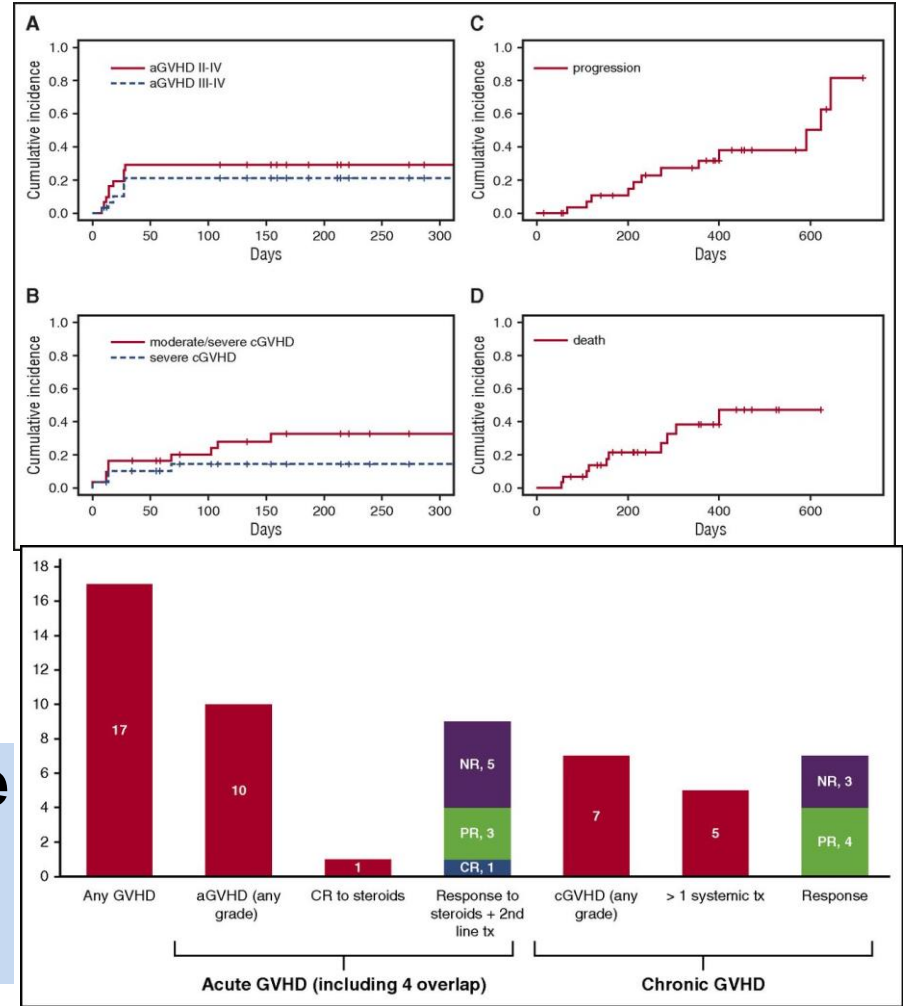 A
1.0
0.8
0.6
0.4
0.2
0.0
Cumulative incidence
aGVHD II-IV
aGVHD III-IV
0 50 100 150 200 250 300
Days
C
1.0
0.8
0.6
0.4
0.2
0.0
Cumulative incidence
progression
0 200 400 600
Days
B
1.0
0.8
0.6
0.4
0.2
0.0
Cumulative incidence
moderate/severe cGVHD
severe cGVHD
0 50 100 150 200 250 300
Days
D
1.0
0.8
0.6
0.4
0.2
0.0
Cumulative incidence
death
0 200 400 600
Days
e
18
16
14
12
10
8
6
4
2
0
17
10
1
NR, 5
PR, 3
CR, 1
7
5
NR, 3
PR, 4
Any GVHD
aGVHD (any
grade)
CR to steroids
Response to
steroids + 2nd
line tx
cGVHD (any
grade)
> 1 systemic tx
Response
Acute GVHD (including 4 overlap)
Chronic GVHD